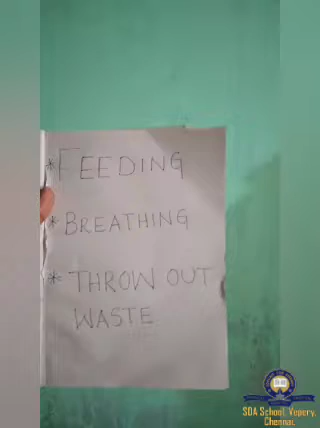 *FEEDING
*BREATHING
*THROW OUT
WASTE
SDA School, Vepery,
Chennai.